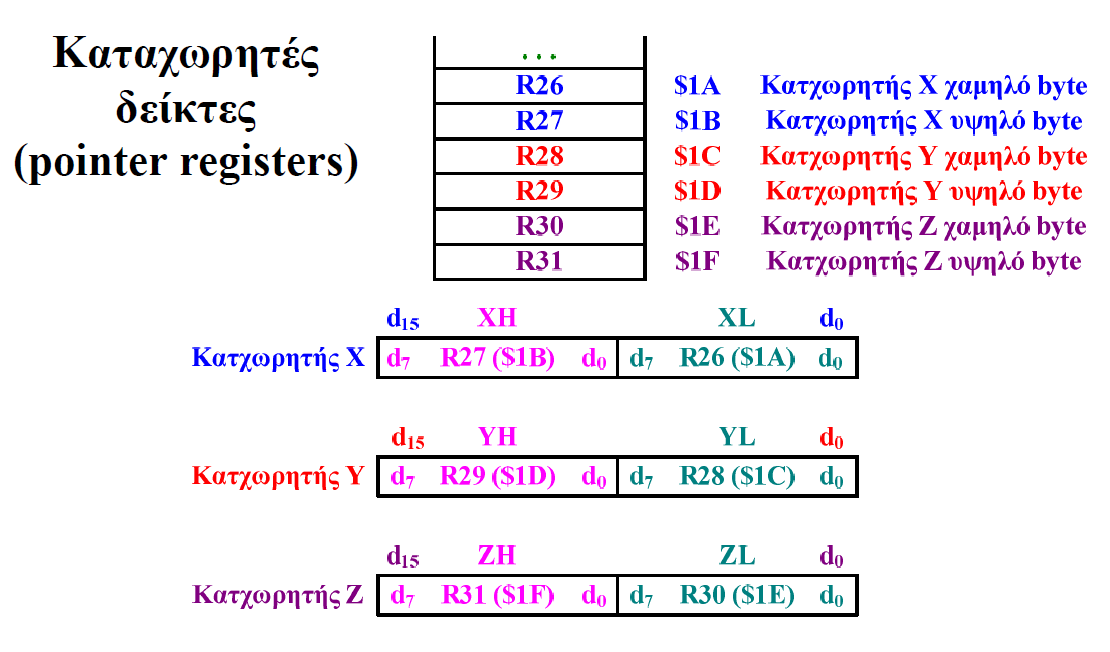 Καταχωρητές
δείκτες
(pointer registers)
...
R26 $1A Κατχωρητής X χαμηλό byte
R27 $1B Κατχωρητής X υψηλό byte
R28 $1C Κατχωρητής Y χαμηλό byte
R29 $1D Κατχωρητής Y υψηλό byte
R30 $1E Κατχωρητής Z χαμηλό byte
R31 $1F Κατχωρητής Z υψηλό byte
d15 XH XL d0
Κατχωρητής X d7 R27 ($1B) d0 d7 R26 ($1A) d0
d15 YH YL d0
Κατχωρητής Y d7 R29 ($1D) d0 d7 R28 ($1C) d0
d15 ZH ZL d0
Κατχωρητής Z d7 R31 ($1F) d0 d7 R30 ($1E) d0